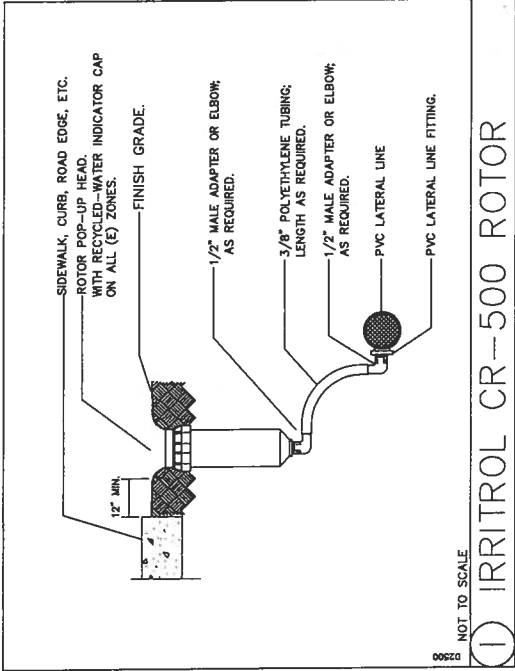 SIDEWALK, CURB, ROAD EDGE, ETC.
ROTOR POP-UP HEAD.
WITH RECYCLED-WATER INDICATOR CAP
ON ALL (E) ZONES.
FINISH GRADE.
12" MIN.
1/2" MALE ADAPTER OR ELBOW;
AS REQUIRED.
3/8" POLYETHYLENE TUBING;
LENGTH AS REQUIRED.
1/2" MALE ADAPTER OR ELBOW;
AS REQUIRED.
PVC LATERAL LINE
PVC LATERAL LINE FITTING.
D2500
NOT TO SCALE
1 IRRITROL CR-500 ROTOR